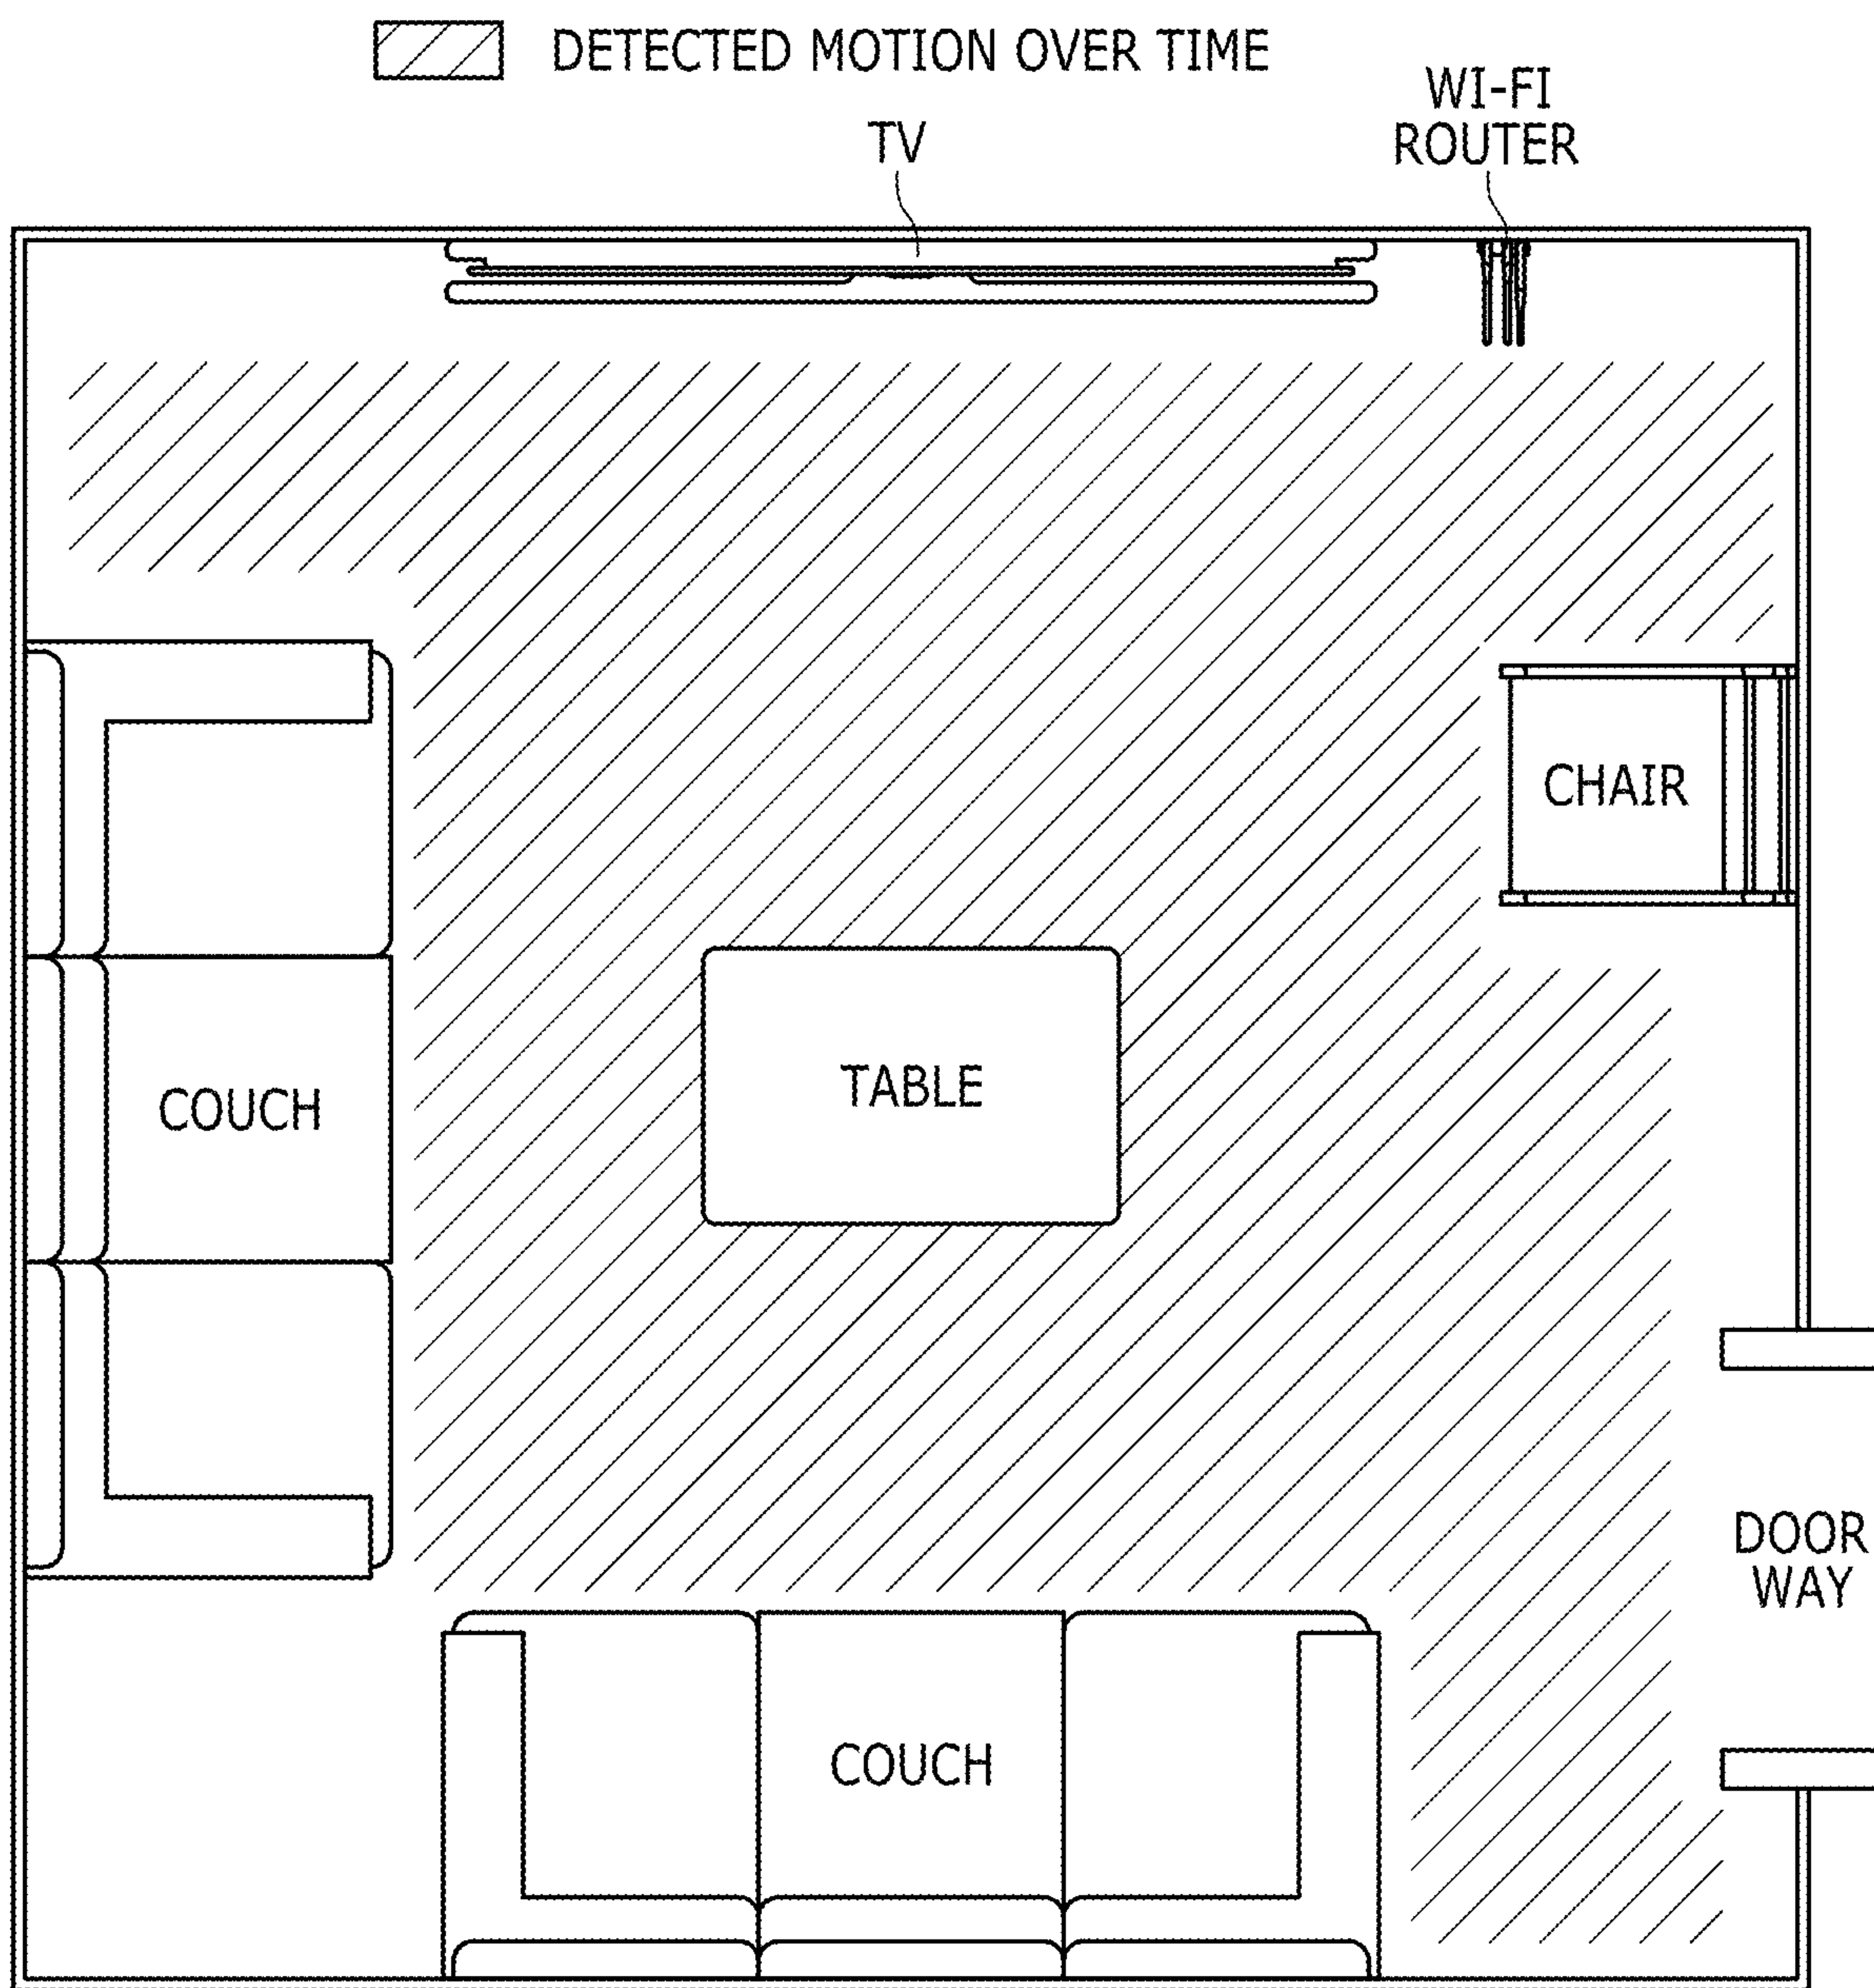 DETECTED MOTION OVER TIME
TV
WI-FI
ROUTER
CHAIR
TABLE
COUCH
DOOR
WAY
COUCH